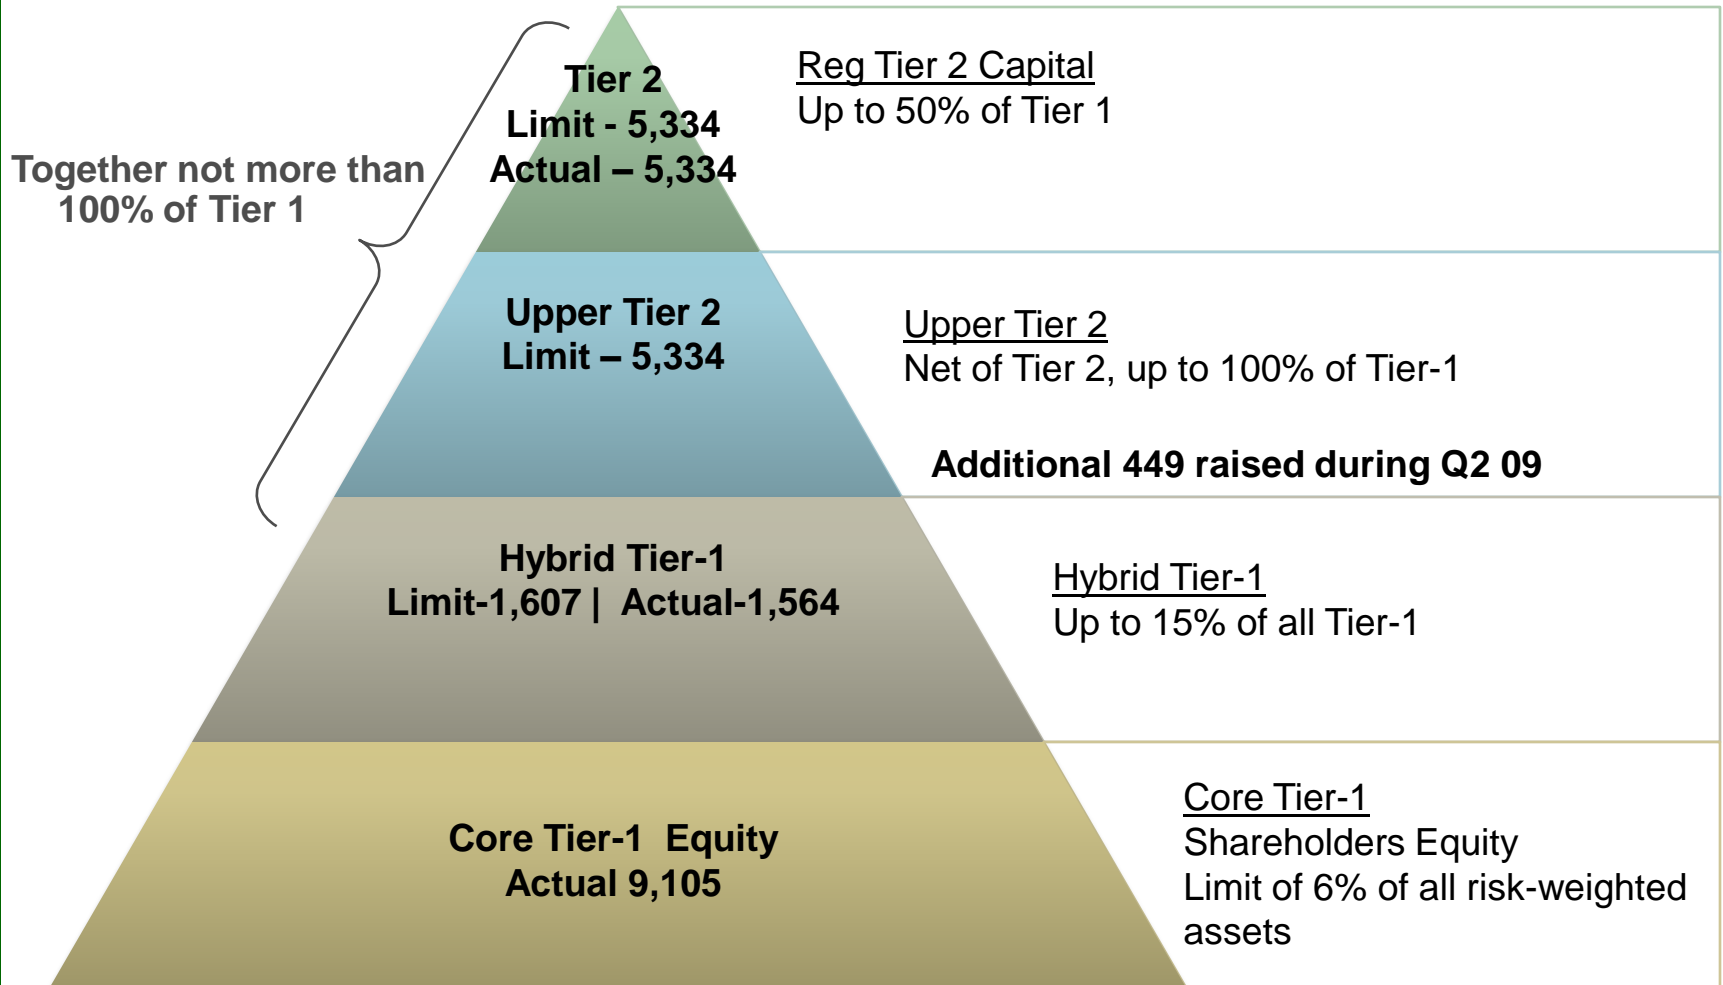 Together not more than
100% of Tier 1
Tier 2
Limit - 5,334
Actual – 5,334
Reg Tier 2 Capital
Up to 50% of Tier 1
Upper Tier 2
Limit – 5,334
Upper Tier 2
Net of Tier 2, up to 100% of Tier-1
Additional 449 raised during Q2 09
Hybrid Tier-1
Limit-1,607 | Actual-1,564
Hybrid Tier-1
Up to 15% of all Tier-1
Core Tier-1 Equity
Actual 9,105
Core Tier-1
Shareholders Equity
Limit of 6% of all risk-weighted
assets